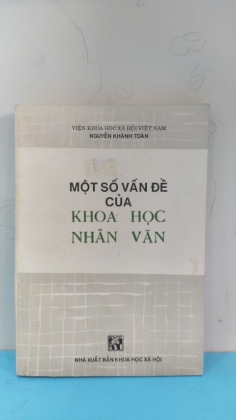 VIỆN KHOA HỌC XÃ HỘI VIỆT NAM
NGUYỄN KHÁNH TOÀN
MỘT SỐ VẤN ĐỀ
CỦA
KHOA HỌC
NHÂN VĂN
NHÀ XUẤT BẢN KHOA HỌC XÃ HỘI